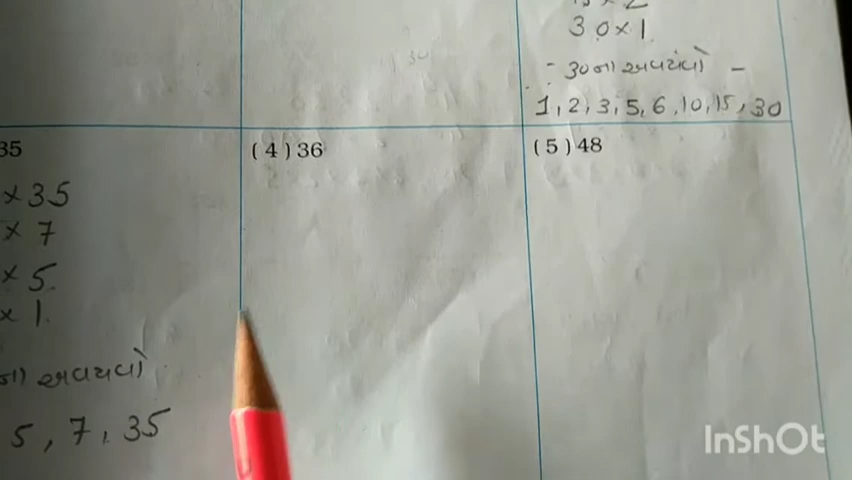 30 × 1.
∴ 30ના અવયવો –
1, 2, 3, 5, 6, 10, 15, 30
35
(4) 36
(5) 48
× 35
× 7
× 5.
× 1.
ના અવયવો
5, 7, 35
InShOt